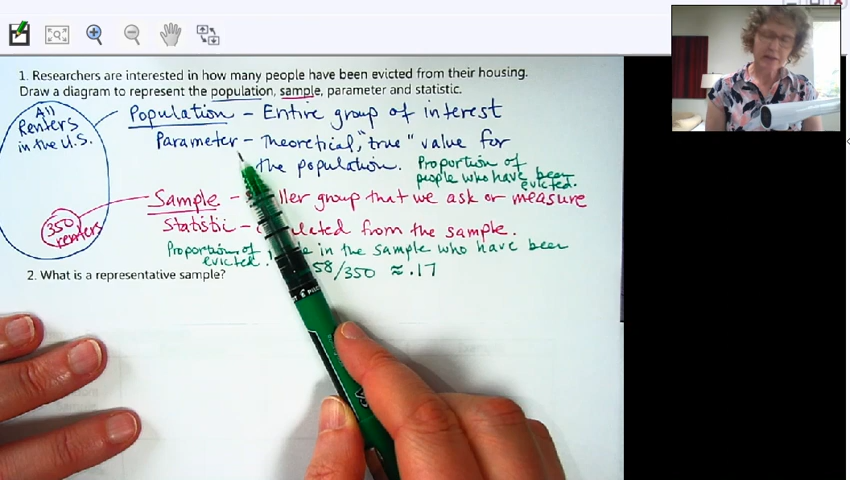 1. Researchers are interested in how many people have been evicted from their housing.
Draw a diagram to represent the population, sample, parameter and statistic.
All
Renters
in the U.S.
Population - Entire group of interest
Parameter - Theoretical, "true" value for
the population.
Proportion of
people who have been
evicted.
350
renters
Sample - ller group that we ask or measure
Statistic - lated from the sample.
Proportion of in the sample who have been
evicted.
58/350 ≈ .17
2. What is a representative sample?